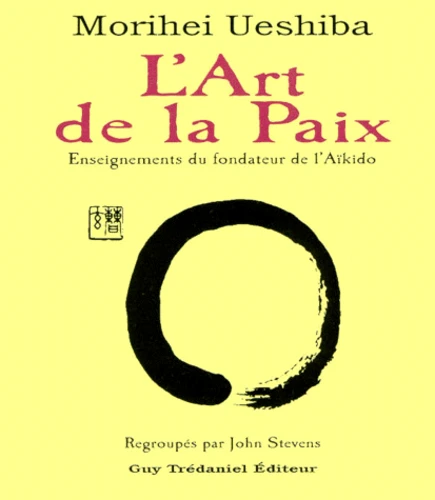 Morihei Ueshiba
L'Art
de la Paix
Enseignements du fondateur de l'Aïkido
Regroupés par John Stevens
Guy Trédaniel Éditeur